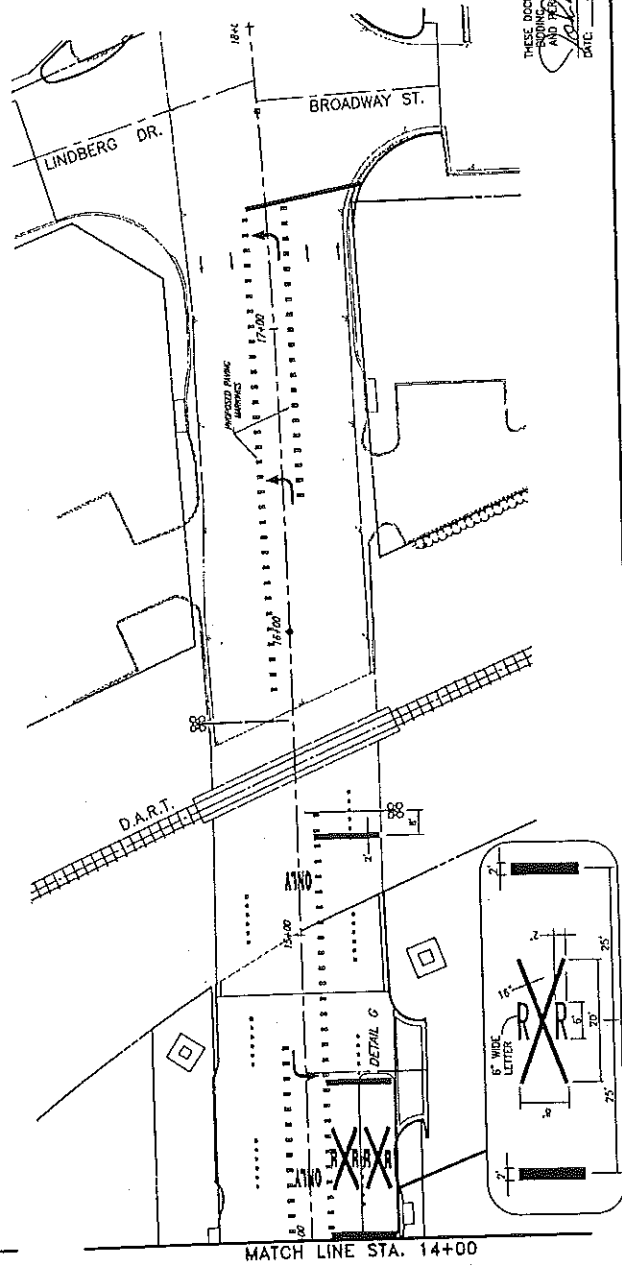 THESE DOC
BIDDING,
AND PER
DATE:
18+
BROADWAY ST.
LINDBERG DR.
17+00
PROPOSED PAVING
MARKINGS
16+00
D.A.R.T.
8'
2'
ONLY
15+00
DETAIL G
ONLY
R R R R
00
MATCH LINE STA. 14+00
2'
25'
2"
16"
R R
6'
20'
6" WIDE
LETTER
8'
25'
2'